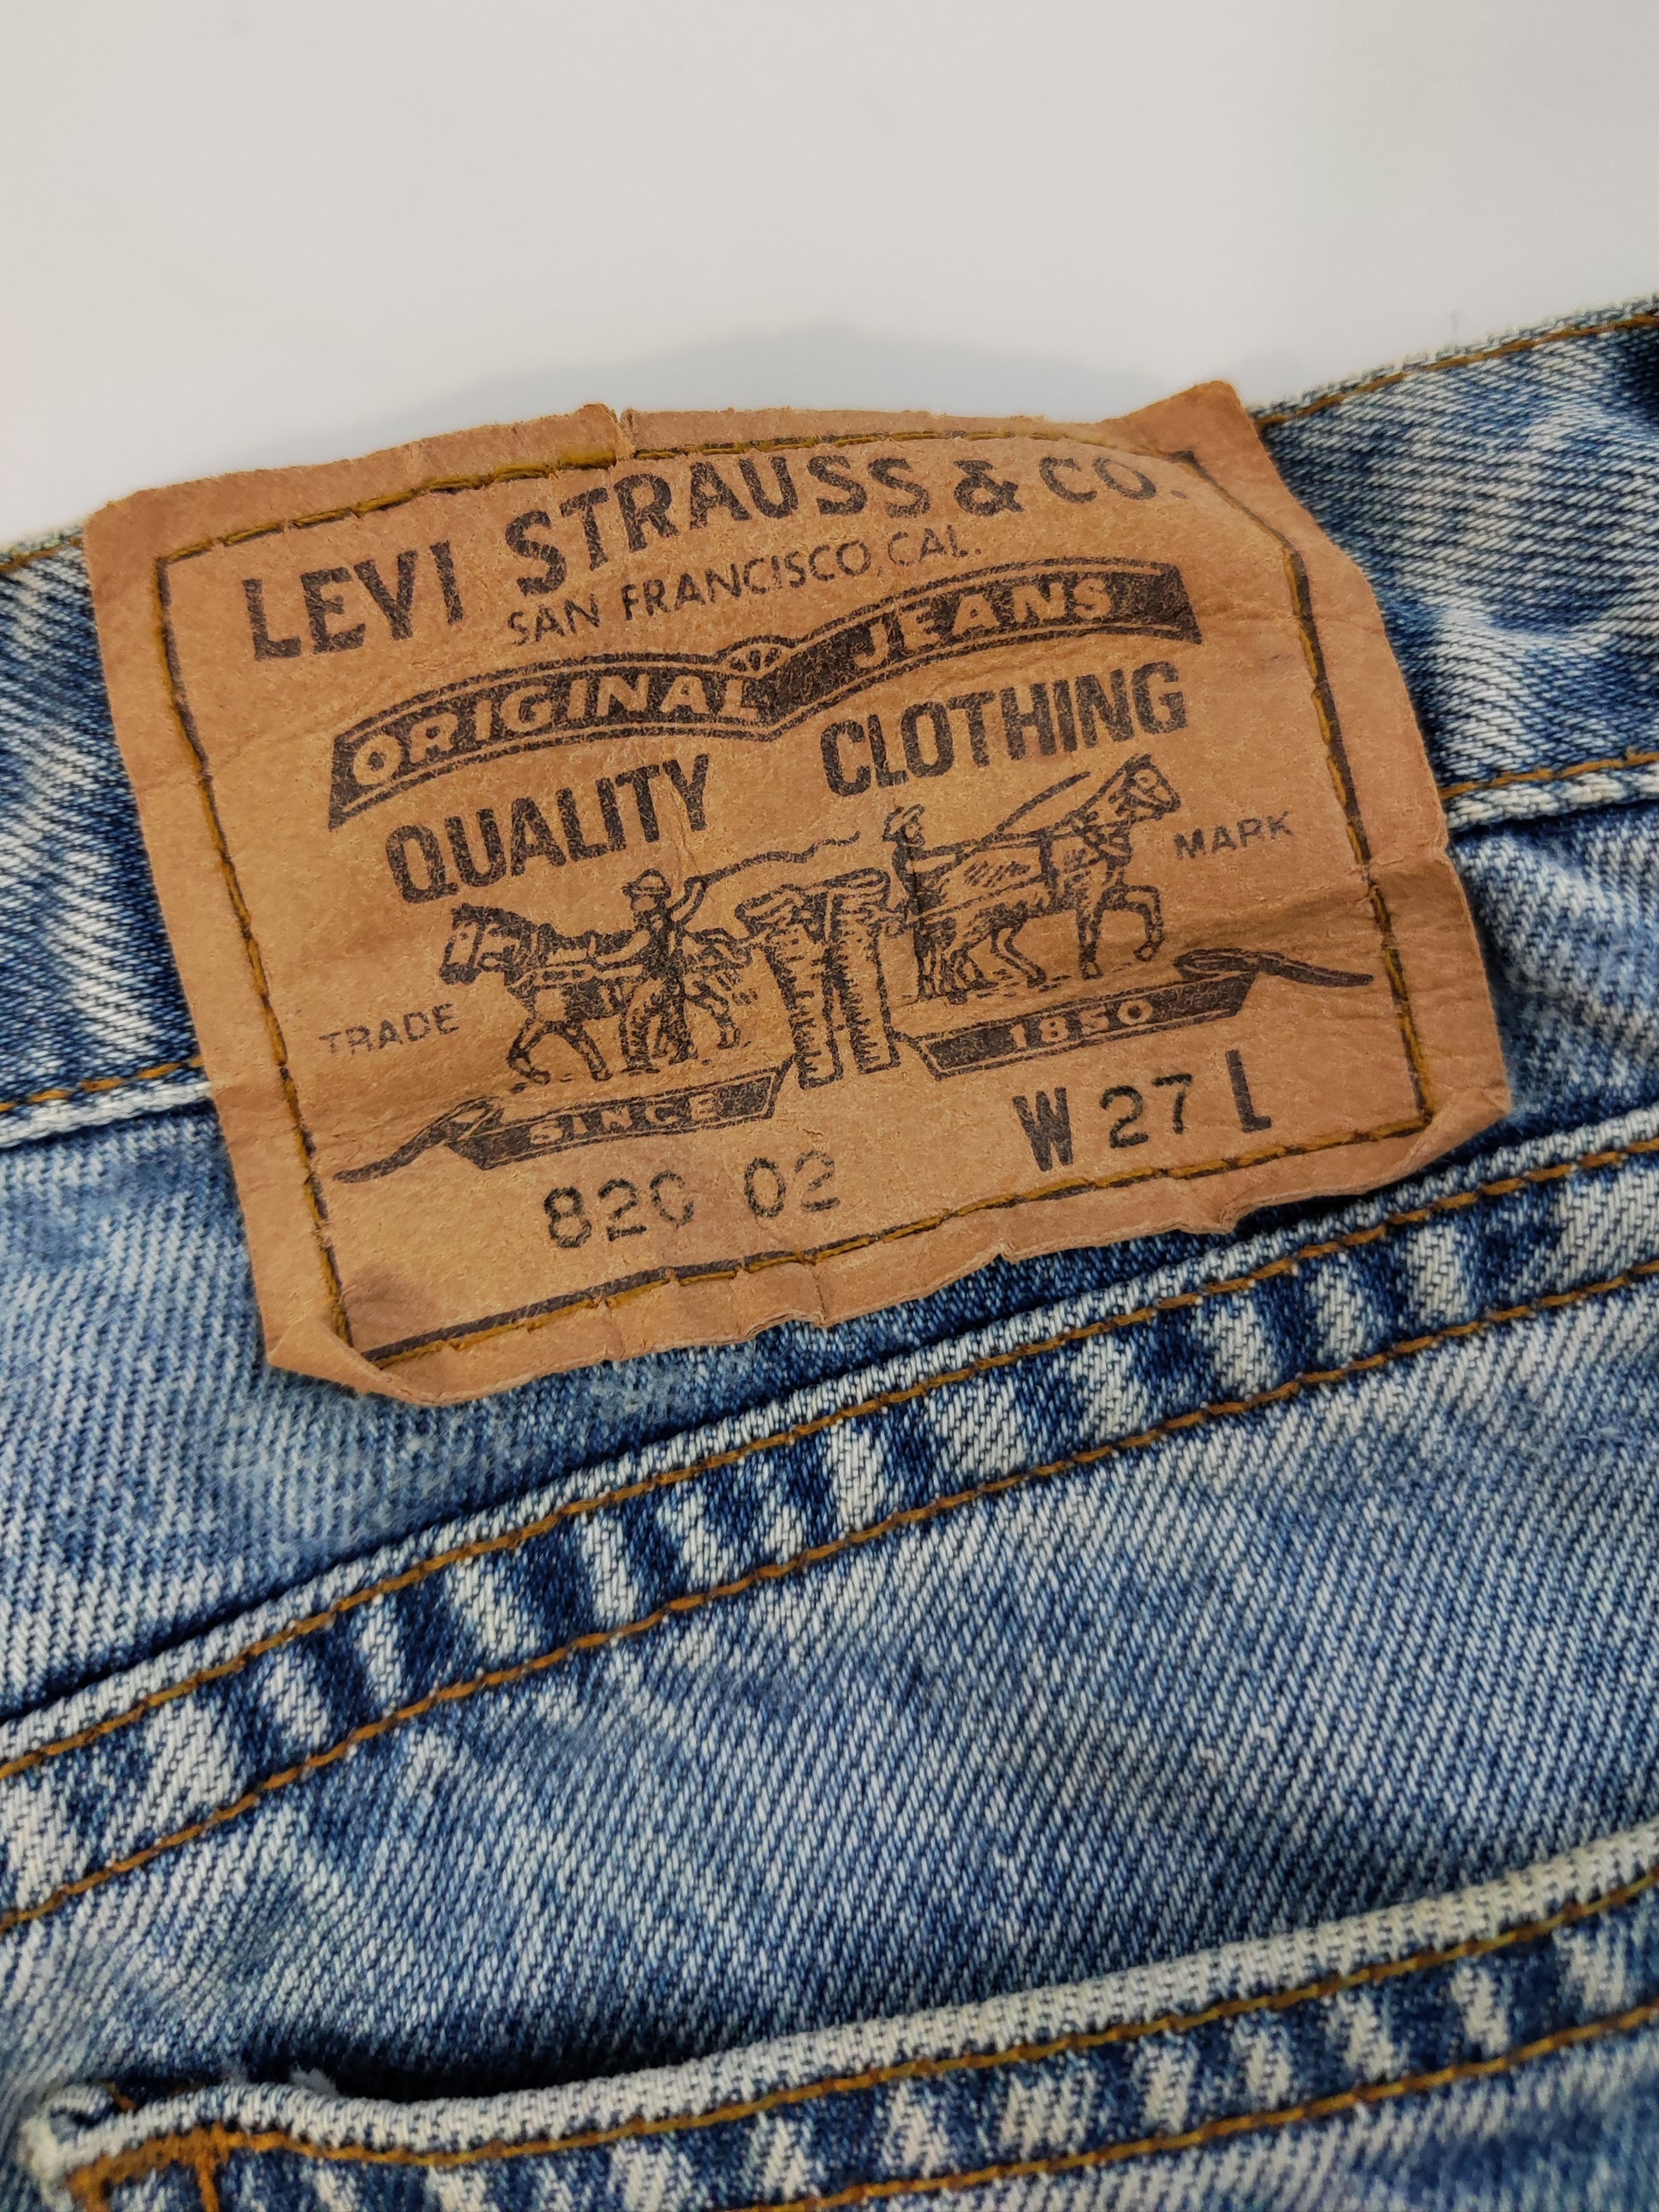 LEVI STRAUSS & CO.
SAN FRANCISCO, CAL.
ORIGINAL JEANS
QUALITY CLOTHING
TRADE MARK
SINCE 1850
W 27 L
820 02